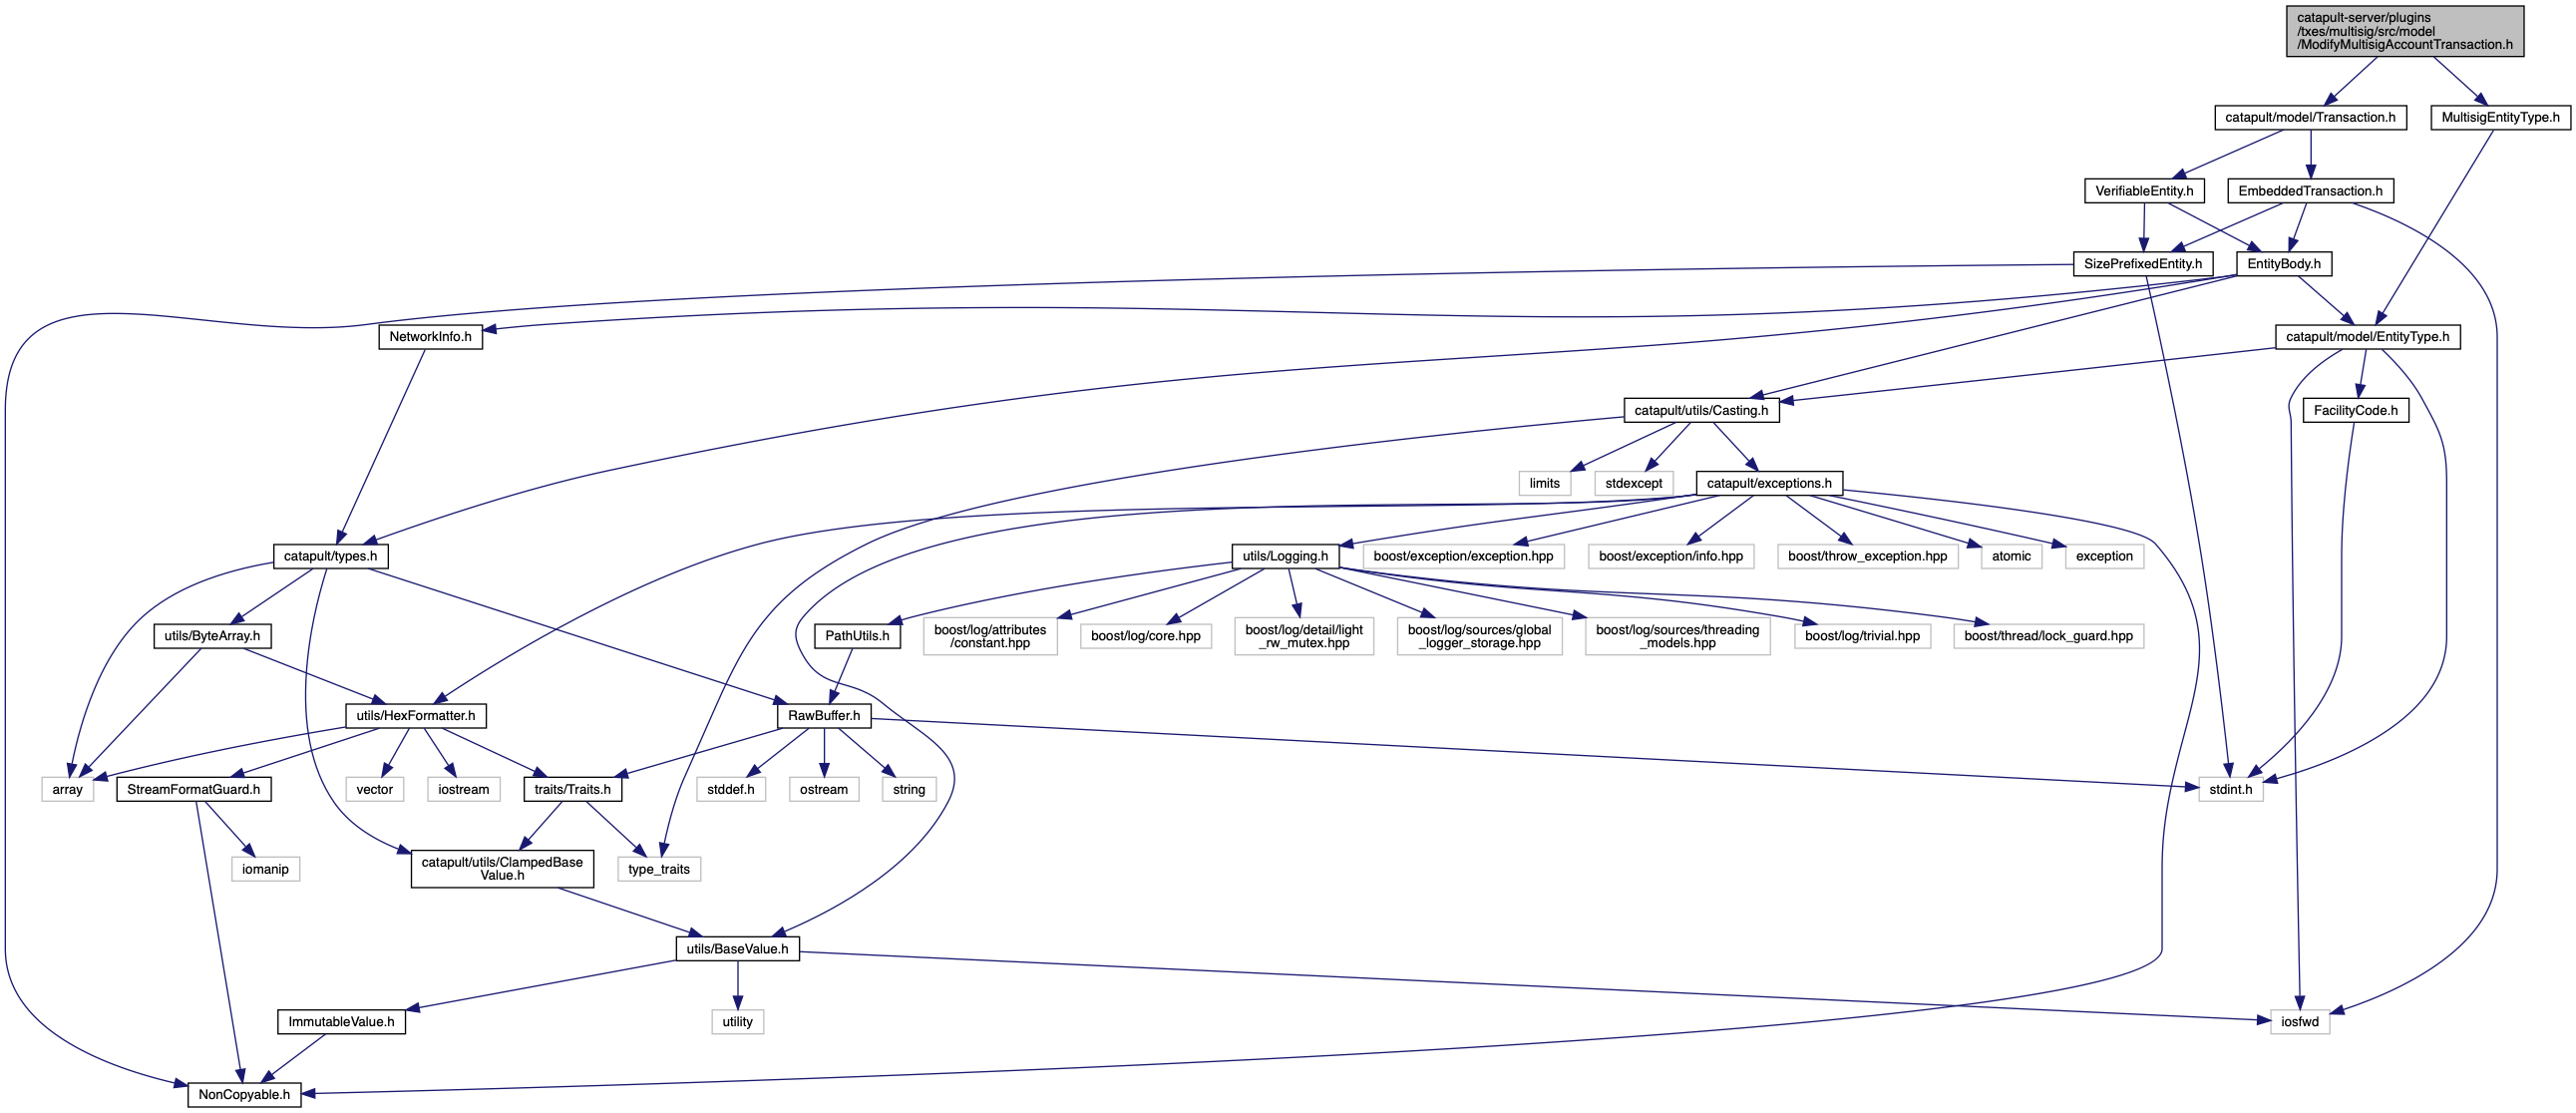 catapult-server/plugins
/txes/multisig/src/model
/ModifyMultisigAccountTransaction.h
catapult/model/Transaction.h
MultisigEntityType.h
VerifiableEntity.h
EmbeddedTransaction.h
SizePrefixedEntity.h
EntityBody.h
NetworkInfo.h
catapult/model/EntityType.h
catapult/utils/Casting.h
FacilityCode.h
limits
stdexcept
catapult/exceptions.h
catapult/types.h
utils/Logging.h
boost/exception/exception.hpp
boost/exception/info.hpp
boost/throw_exception.hpp
atomic
exception
utils/ByteArray.h
PathUtils.h
boost/log/attributes
/constant.hpp
boost/log/core.hpp
boost/log/detail/light
_rw_mutex.hpp
boost/log/sources/global
_logger_storage.hpp
boost/log/sources/threading
_models.hpp
boost/log/trivial.hpp
boost/thread/lock_guard.hpp
utils/HexFormatter.h
RawBuffer.h
array
StreamFormatGuard.h
vector
iostream
traits/Traits.h
stddef.h
ostream
string
stdint.h
iomanip
catapult/utils/ClampedBase
Value.h
type_traits
utils/BaseValue.h
ImmutableValue.h
utility
iosfwd
NonCopyable.h